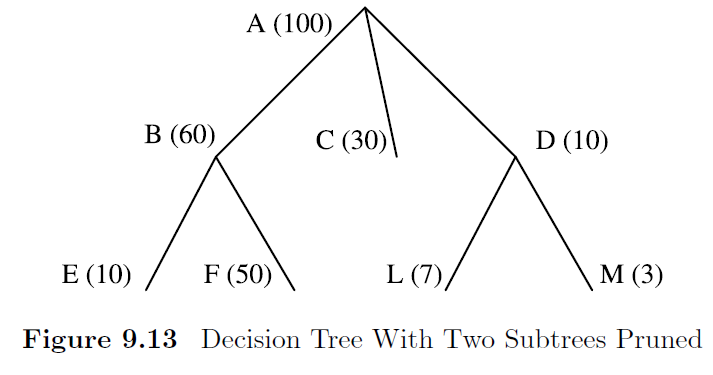 A (100)
B (60)
C (30)
D (10)
E (10)
F (50)
L (7)
M (3)
Figure 9.13 Decision Tree With Two Subtrees Pruned